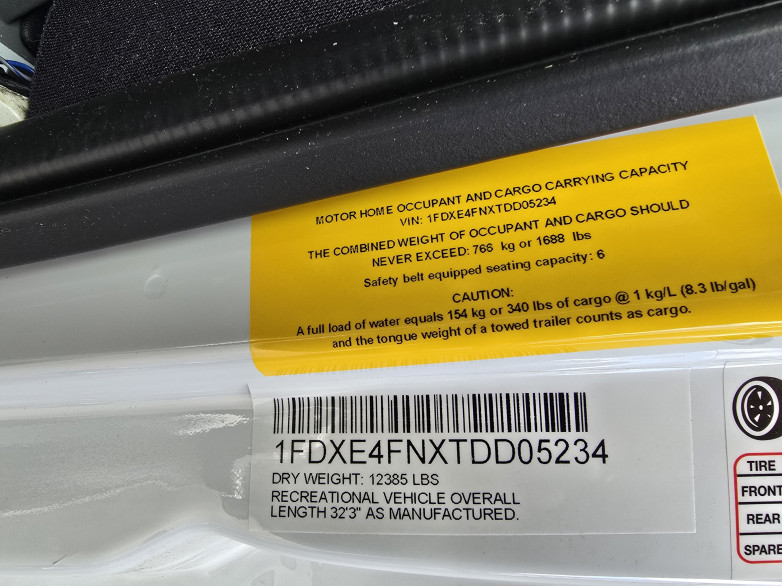 MOTOR HOME OCCUPANT AND CARGO CARRYING CAPACITY
VIN: 1FDXE4FNXTDD05234
THE COMBINED WEIGHT OF OCCUPANT AND CARGO SHOULD
NEVER EXCEED: 766 kg or 1688 lbs
Safety belt equipped seating capacity: 6
CAUTION:
A full load of water equals 154 kg or 340 lbs of cargo @ 1 kg/L (8.3 lb/gal)
and the tongue weight of a towed trailer counts as cargo.
1FDXE4FNXTDD05234
DRY WEIGHT: 12385 LBS
RECREATIONAL VEHICLE OVERALL
LENGTH 32'3" AS MANUFACTURED.
TIRE
FRONT
REAR
SPARE